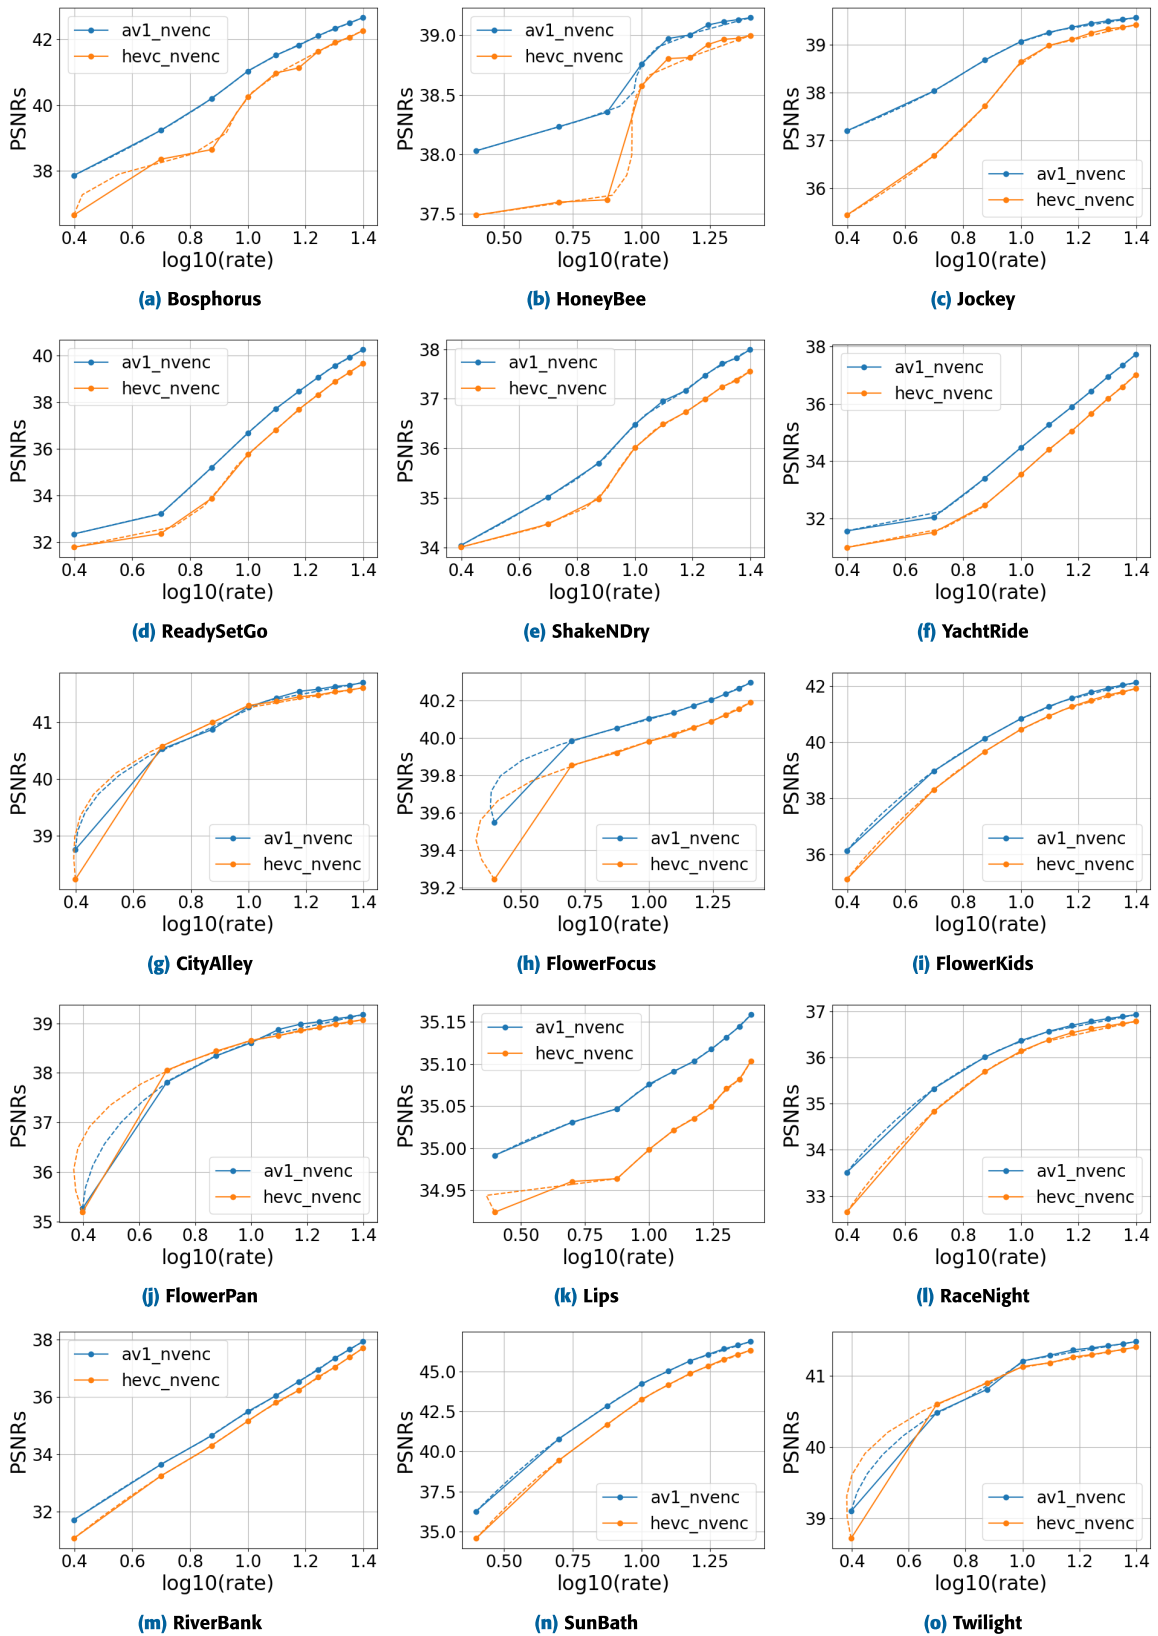 PSNRs
42
40
38
av1_nvenc
hevc_nvenc
0.4 0.6 0.8 1.0 1.2 1.4
log10(rate)
(a) Bosphorus
PSNRs
39.0
38.5
38.0
37.5
av1_nvenc
hevc_nvenc
0.50 0.75 1.00 1.25
log10(rate)
(b) HoneyBee
PSNRs
39
38
37
36
av1_nvenc
hevc_nvenc
0.4 0.6 0.8 1.0 1.2 1.4
log10(rate)
(c) Jockey
PSNRs
40
38
36
34
32
av1_nvenc
hevc_nvenc
0.4 0.6 0.8 1.0 1.2 1.4
log10(rate)
(d) ReadySetGo
PSNRs
38
37
36
35
34
av1_nvenc
hevc_nvenc
0.4 0.6 0.8 1.0 1.2 1.4
log10(rate)
(e) ShakeNDry
PSNRs
38
36
34
32
av1_nvenc
hevc_nvenc
0.4 0.6 0.8 1.0 1.2 1.4
log10(rate)
(f) YachtRide
PSNRs
41
40
39
av1_nvenc
hevc_nvenc
0.4 0.6 0.8 1.0 1.2 1.4
log10(rate)
(g) CityAlley
PSNRs
40.2
40.0
39.8
39.6
39.4
39.2
av1_nvenc
hevc_nvenc
0.50 0.75 1.00 1.25
log10(rate)
(h) FlowerFocus
PSNRs
42
40
38
36
av1_nvenc
hevc_nvenc
0.4 0.6 0.8 1.0 1.2 1.4
log10(rate)
(i) FlowerKids
PSNRs
39
38
37
36
35
av1_nvenc
hevc_nvenc
0.4 0.6 0.8 1.0 1.2 1.4
log10(rate)
(j) FlowerPan
PSNRs
35.15
35.10
35.05
35.00
34.95
av1_nvenc
hevc_nvenc
0.50 0.75 1.00 1.25
log10(rate)
(k) Lips
PSNRs
37
36
35
34
33
av1_nvenc
hevc_nvenc
0.4 0.6 0.8 1.0 1.2 1.4
log10(rate)
(l) RaceNight
PSNRs
38
36
34
32
av1_nvenc
hevc_nvenc
0.4 0.6 0.8 1.0 1.2 1.4
log10(rate)
(m) RiverBank
PSNRs
45.0
42.5
40.0
37.5
35.0
av1_nvenc
hevc_nvenc
0.50 0.75 1.00 1.25
log10(rate)
(n) SunBath
PSNRs
41
40
39
av1_nvenc
hevc_nvenc
0.4 0.6 0.8 1.0 1.2 1.4
log10(rate)
(o) Twilight